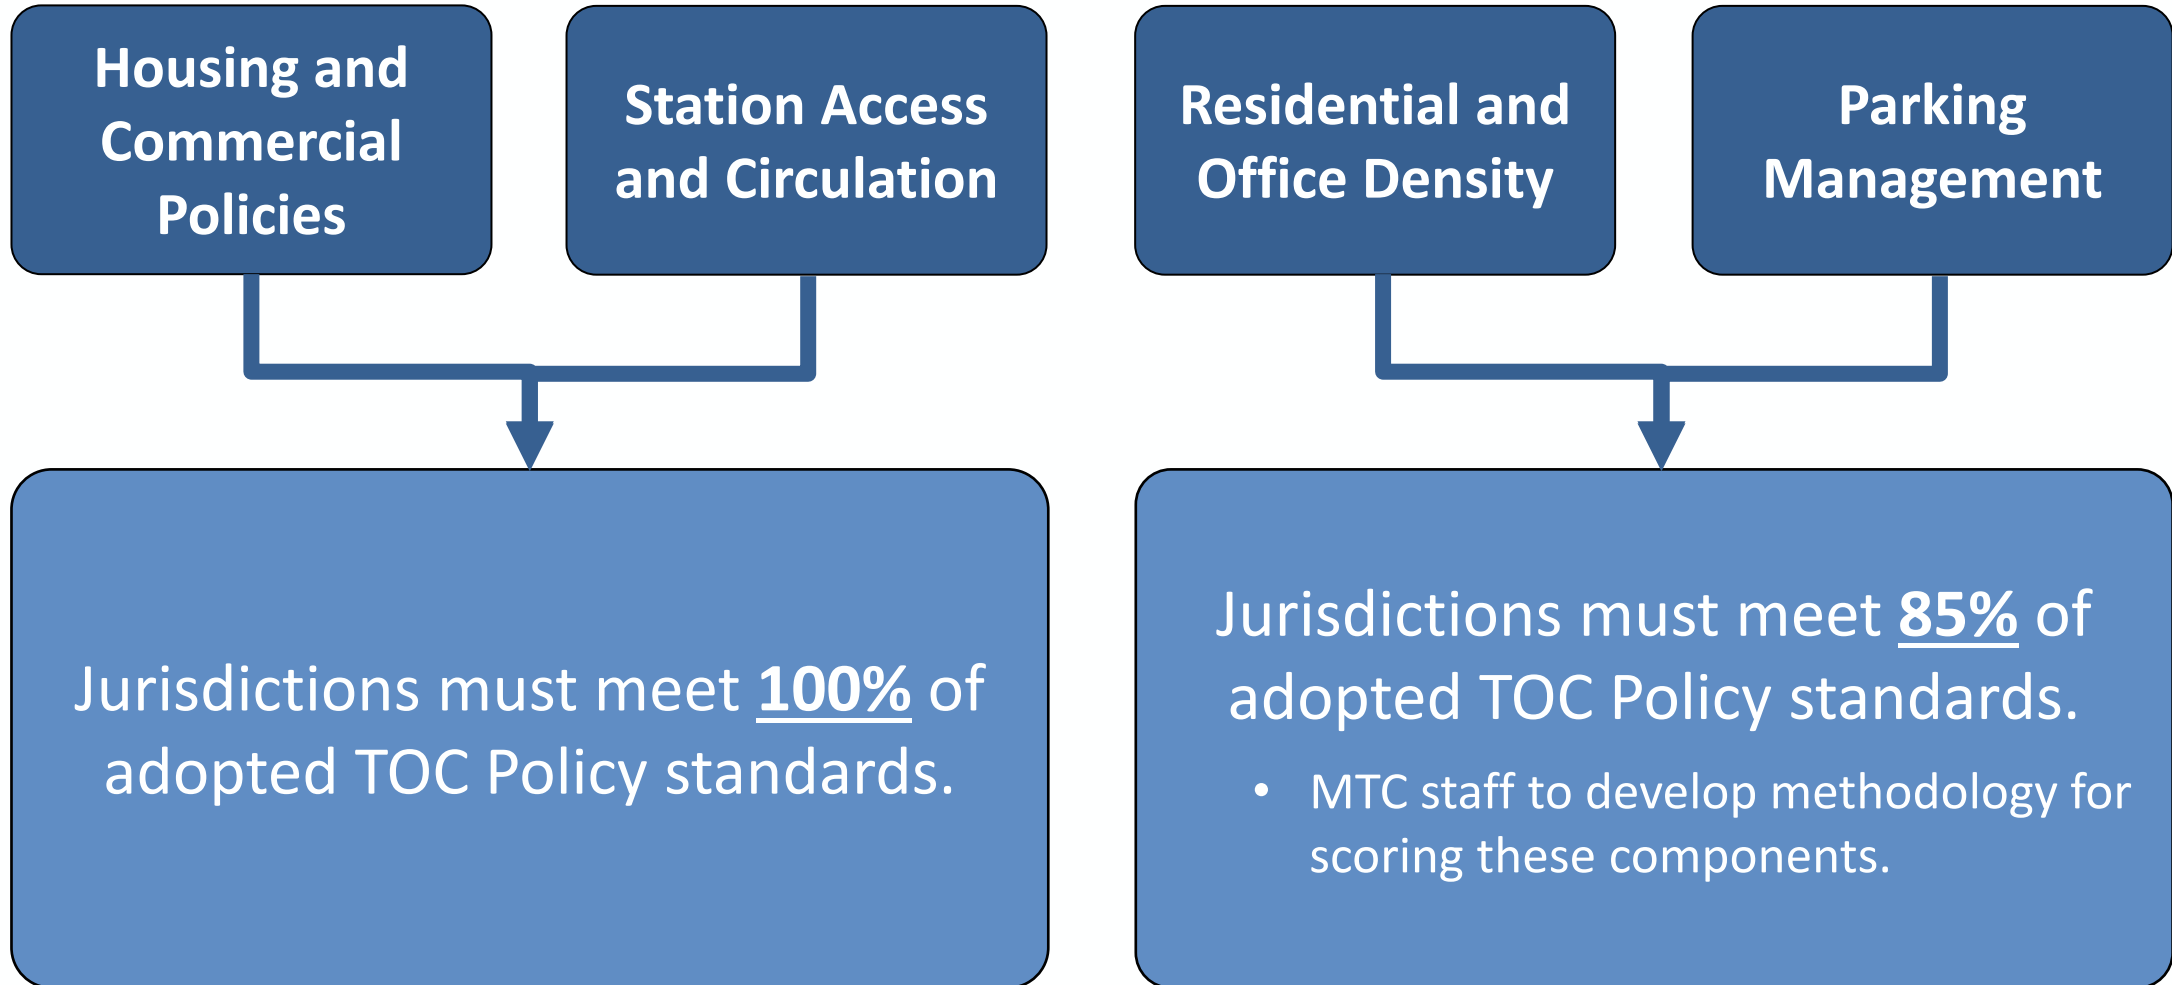 Housing and
Commercial
Policies
Station Access
and Circulation
Residential and
Office Density
Parking
Management
Jurisdictions must meet 100% of
adopted TOC Policy standards.
Jurisdictions must meet 85% of
adopted TOC Policy standards.
• MTC staff to develop methodology for
scoring these components.